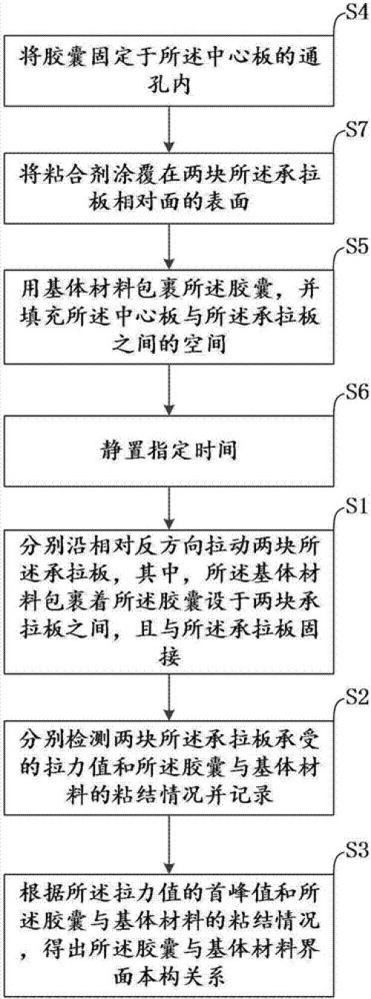 S4
将胶囊固定于所述中心板的通
孔内
S7
将粘合剂涂覆在两块所述承拉
板相对面的表面
S5
用基体材料包裹所述胶囊，并
填充所述中心板与所述承拉板
之间的空间
S6
静置指定时间
S1
分别沿相对反方向拉动两块所
述承拉板，其中，所述基体材
料包裹着所述胶囊设于两块承
拉板之间，且与所述承拉板固
接
S2
分别检测两块所述承拉板承受
的拉力值和所述胶囊与基体材
料的粘结情况并记录
S3
根据所述拉力值的首峰值和所
述胶囊与基体材料的粘结情况
，得出所述胶囊与基体材料界
面本构关系